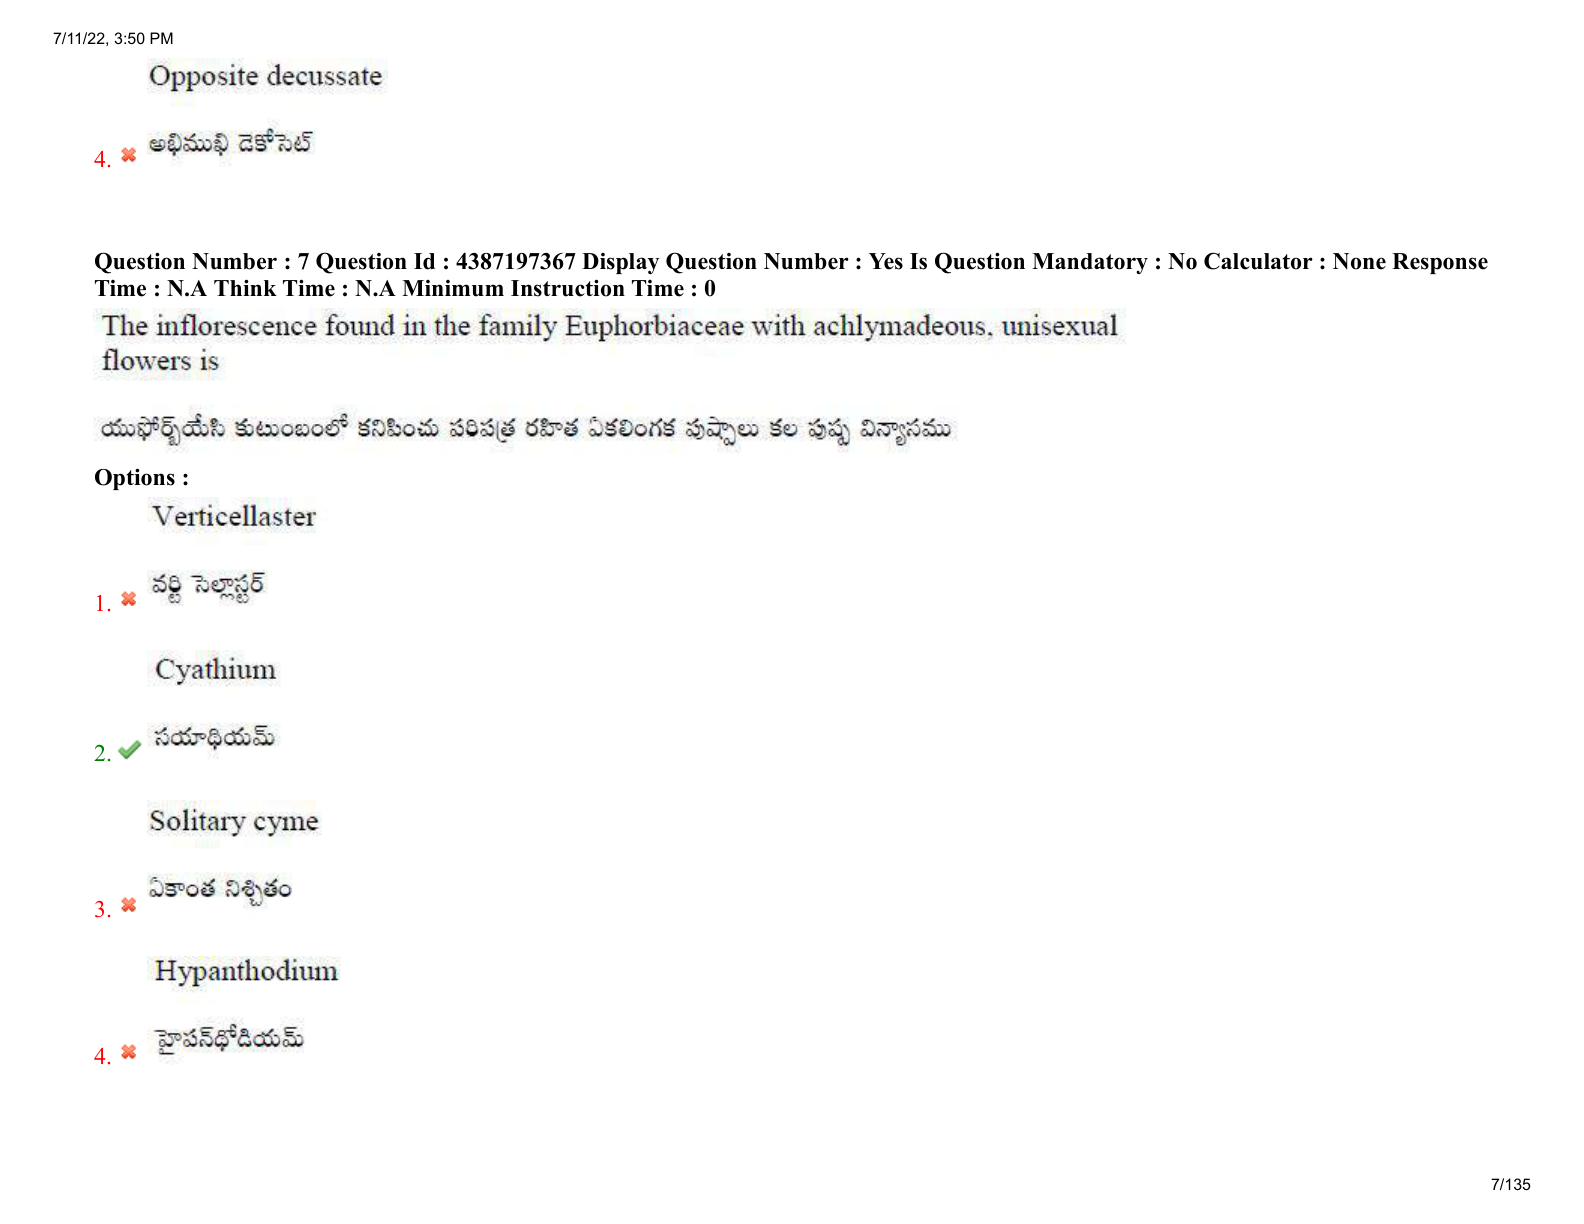 7/11/22, 3:50 PM
Opposite decussate
అభిముఖి డెకోసెట్
4.
Question Number : 7 Question Id : 4387197367 Display Question Number : Yes Is Question Mandatory : No Calculator : None Response
Time : N.A Think Time : N.A Minimum Instruction Time : 0
The inflorescence found in the family Euphorbiaceae with achlymadeous, unisexual
flowers is
యుఫోర్బ్‌యేసి కుటుంబంలో కనిపించు పరిపత్ర రహిత ఏకలింగక పుష్పాలు కల పుష్ప విన్యాసము
Options :
Verticellaster
వర్టి సెల్లాస్టర్
1.
Cyathium
సయాథియమ్
2.
Solitary cyme
ఏకాంత నిశ్చితం
3.
Hypanthodium
హైపన్‌థోడియమ్
4.
7/135